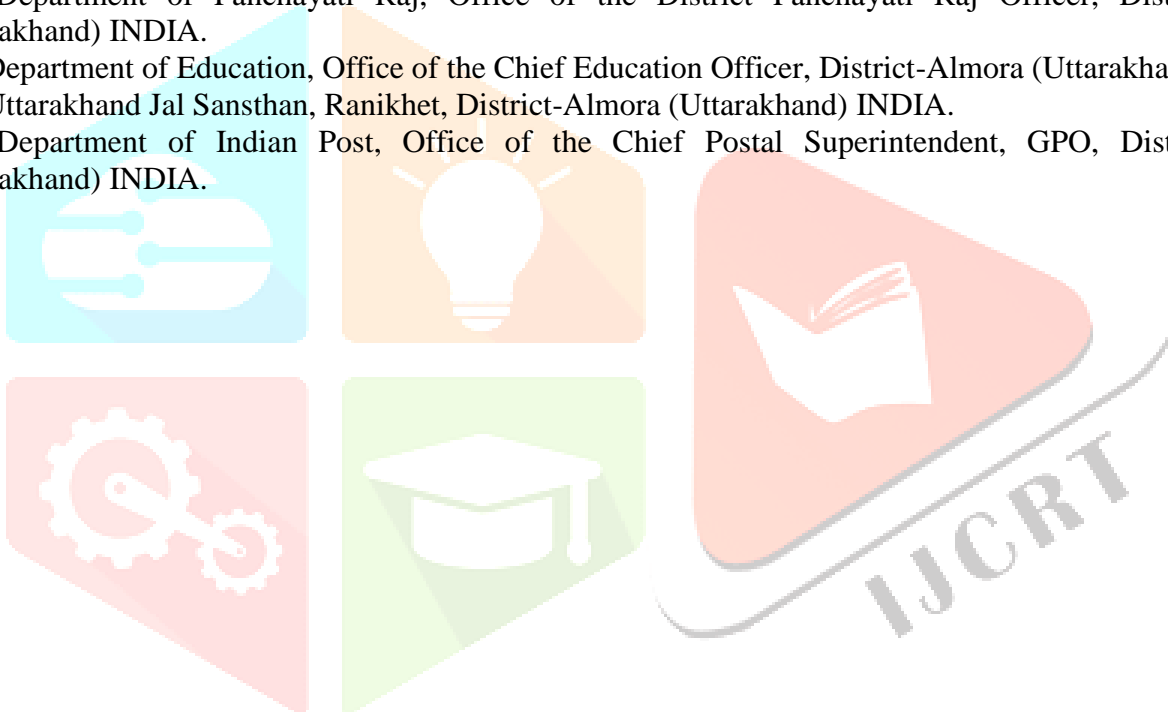 Department of Panchayati Raj, Office of the District Panchayati Raj Officer, Dist
akhand) INDIA.
Department of Education, Office of the Chief Education Officer, District-Almora (Uttarakha
Uttarakhand Jal Sansthan, Ranikhet, District-Almora (Uttarakhand) INDIA.
Department of Indian Post, Office of the Chief Postal Superintendent, GPO, Dist
akhand) INDIA.
IJCRT